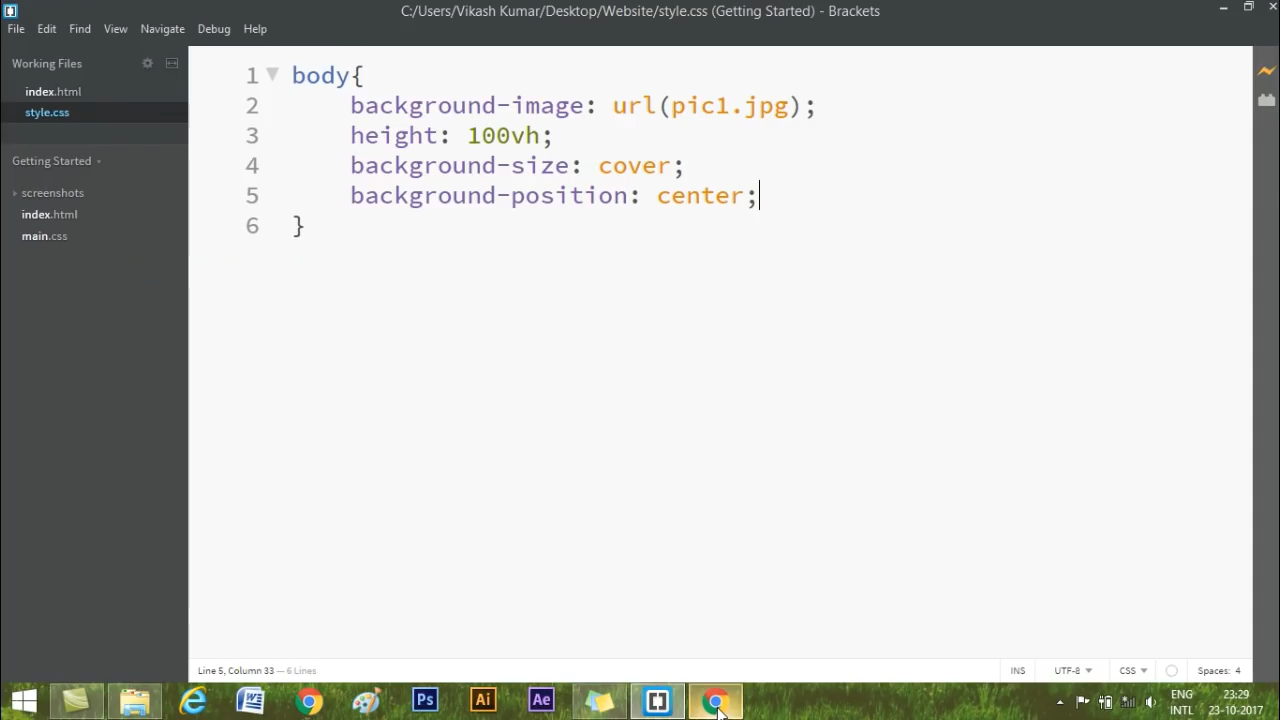 C:/Users/Vikash Kumar/Desktop/Website/style.css (Getting Started) - Brackets
File Edit Find View Navigate Debug Help
Working Files
index.html
style.css
Getting Started
screenshots
index.html
main.css
1 body{
2 background-image: url(pic1.jpg);
3 height: 100vh;
4 background-size: cover;
5 background-position: center;
6 }
Line 5, Column 33 — 6 Lines
INS UTF-8 CSS Spaces: 4
Ps Ai Ae
ENG 23:29
INTL 23-10-2017